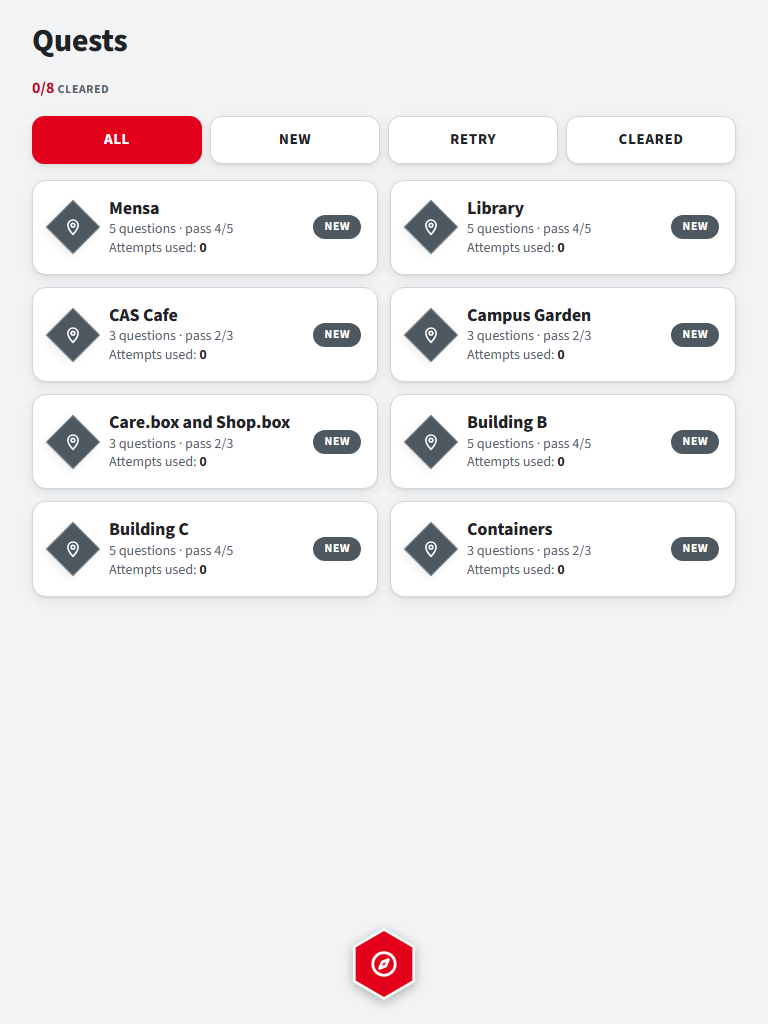 Quests
0/8 CLEARED
ALL
NEW
RETRY
CLEARED
Mensa
5 questions · pass 4/5
Attempts used: 0
NEW
Library
5 questions · pass 4/5
Attempts used: 0
NEW
CAS Cafe
3 questions · pass 2/3
Attempts used: 0
NEW
Campus Garden
3 questions · pass 2/3
Attempts used: 0
NEW
Care.box and Shop.box
3 questions · pass 2/3
Attempts used: 0
NEW
Building B
5 questions · pass 4/5
Attempts used: 0
NEW
Building C
5 questions · pass 4/5
Attempts used: 0
NEW
Containers
3 questions · pass 2/3
Attempts used: 0
NEW